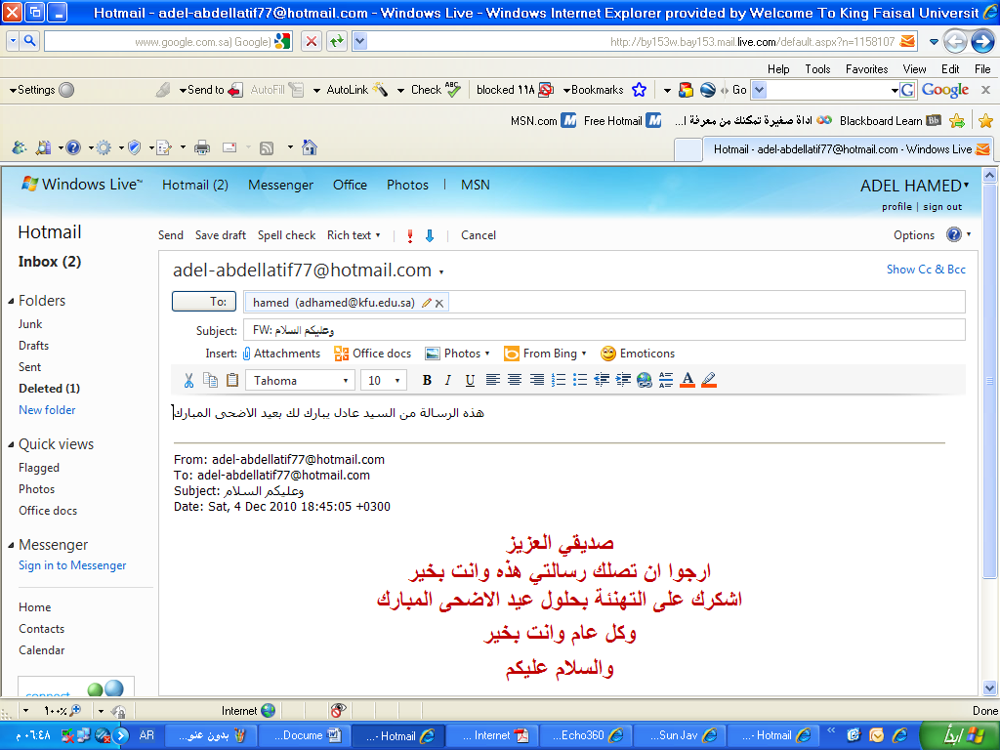 Hotmail - adel-abdellatif77@hotmail.com - Windows Live - Windows Internet Explorer provided by Welcome To King Faisal Universit
www.google.com.sa) Google)
http://by153w.bay153.mail.live.com/default.aspx?n=1158107
Help Tools Favorites View Edit File
Settings Send to AutoFill AutoLink Check blocked ١١٨ Bookmarks Go Google
MSN.com Free Hotmail اداة صغيرة تمكنك من معرفة ا... Blackboard Learn
Hotmail - adel-abdellatif77@hotmail.com - Windows Live
Windows Live™ Hotmail (2) Messenger Office Photos | MSN
ADEL HAMED
profile | sign out
Hotmail
Send Save draft Spell check Rich text Cancel Options
Inbox (2)
adel-abdellatif77@hotmail.com
Show Cc & Bcc
Folders
Junk
Drafts
Sent
Deleted (1)
New folder
Quick views
Flagged
Photos
Office docs
Messenger
Sign in to Messenger
Home
Contacts
Calendar
To: hamed (adhamed@kfu.edu.sa)
Subject: FW: وعليكم السلام
Insert: Attachments Office docs Photos From Bing Emoticons
Tahoma 10 B I U
هذه الرسالة من السيد عادل يبارك لك بعيد الاضحى المبارك
From: adel-abdellatif77@hotmail.com
To: adel-abdellatif77@hotmail.com
Subject: وعليكم السلام
Date: Sat, 4 Dec 2010 18:45:05 +0300
صديقي العزيز
ارجوا ان تصلك رسالتي هذه وانت بخير
اشكرك على التهنئة بحلول عيد الاضحى المبارك
وكل عام وانت بخير
والسلام عليكم
١٠٠% Internet Done
٠٦:٤٨ م AR بدون عنو... Docume... Hotmail -... Internet ... Echo360... Sun Jav... Hotmail -... ابدأ